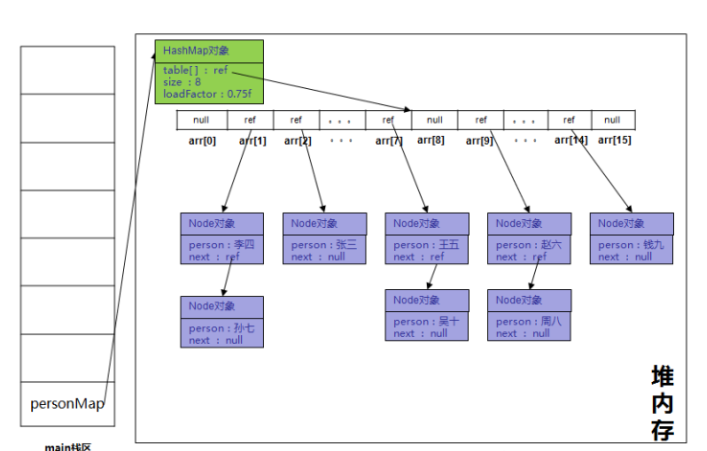 HashMap对象
table[] : ref
size : 8
loadFactor : 0.75f
null ref ref . . . ref null ref . . . ref null
arr[0] arr[1] arr[2] . . . arr[7] arr[8] arr[9] . . . arr[14] arr[15]
Node对象 Node对象 Node对象 Node对象 Node对象
person : 李四 person : 张三 person : 王五 person : 赵六 person : 钱九
next : ref next : null next : ref next : ref next : null
Node对象 Node对象 Node对象
person : 孙七 person : 吴十 person : 周八
next : null next : null next : null
personMap
堆
内
存
main栈区